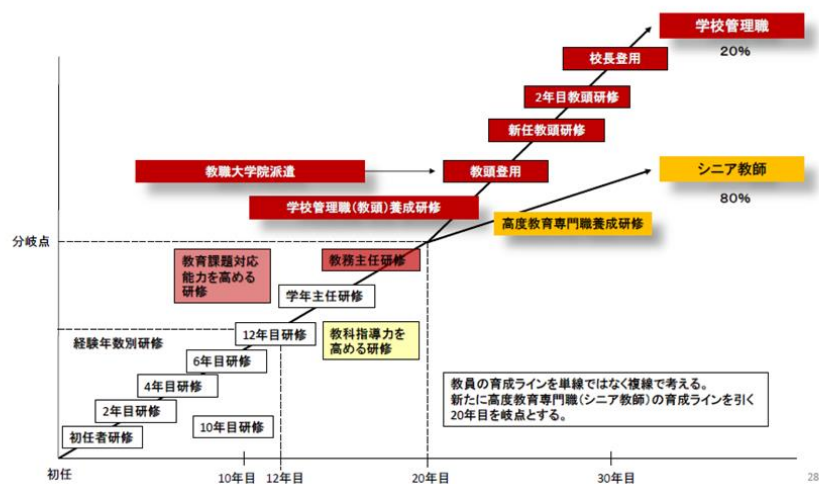 学校管理職
20%
校長登用
2年目教頭研修
新任教頭研修
教職大学院派遣
教頭登用
シニア教師
80%
学校管理職(教頭)養成研修
高度教育専門職養成研修
分岐点
教育課題対応
能力を高める
研修
教務主任研修
学年主任研修
経験年数別研修
12年目研修
教科指導力を
高める研修
6年目研修
4年目研修
2年目研修
10年目研修
初任者研修
教員の育成ラインを単線ではなく複線で考える。
新たに高度教育専門職(シニア教師)の育成ラインを引く
20年目を岐点とする。
初任
10年目
12年目
20年目
30年目
28